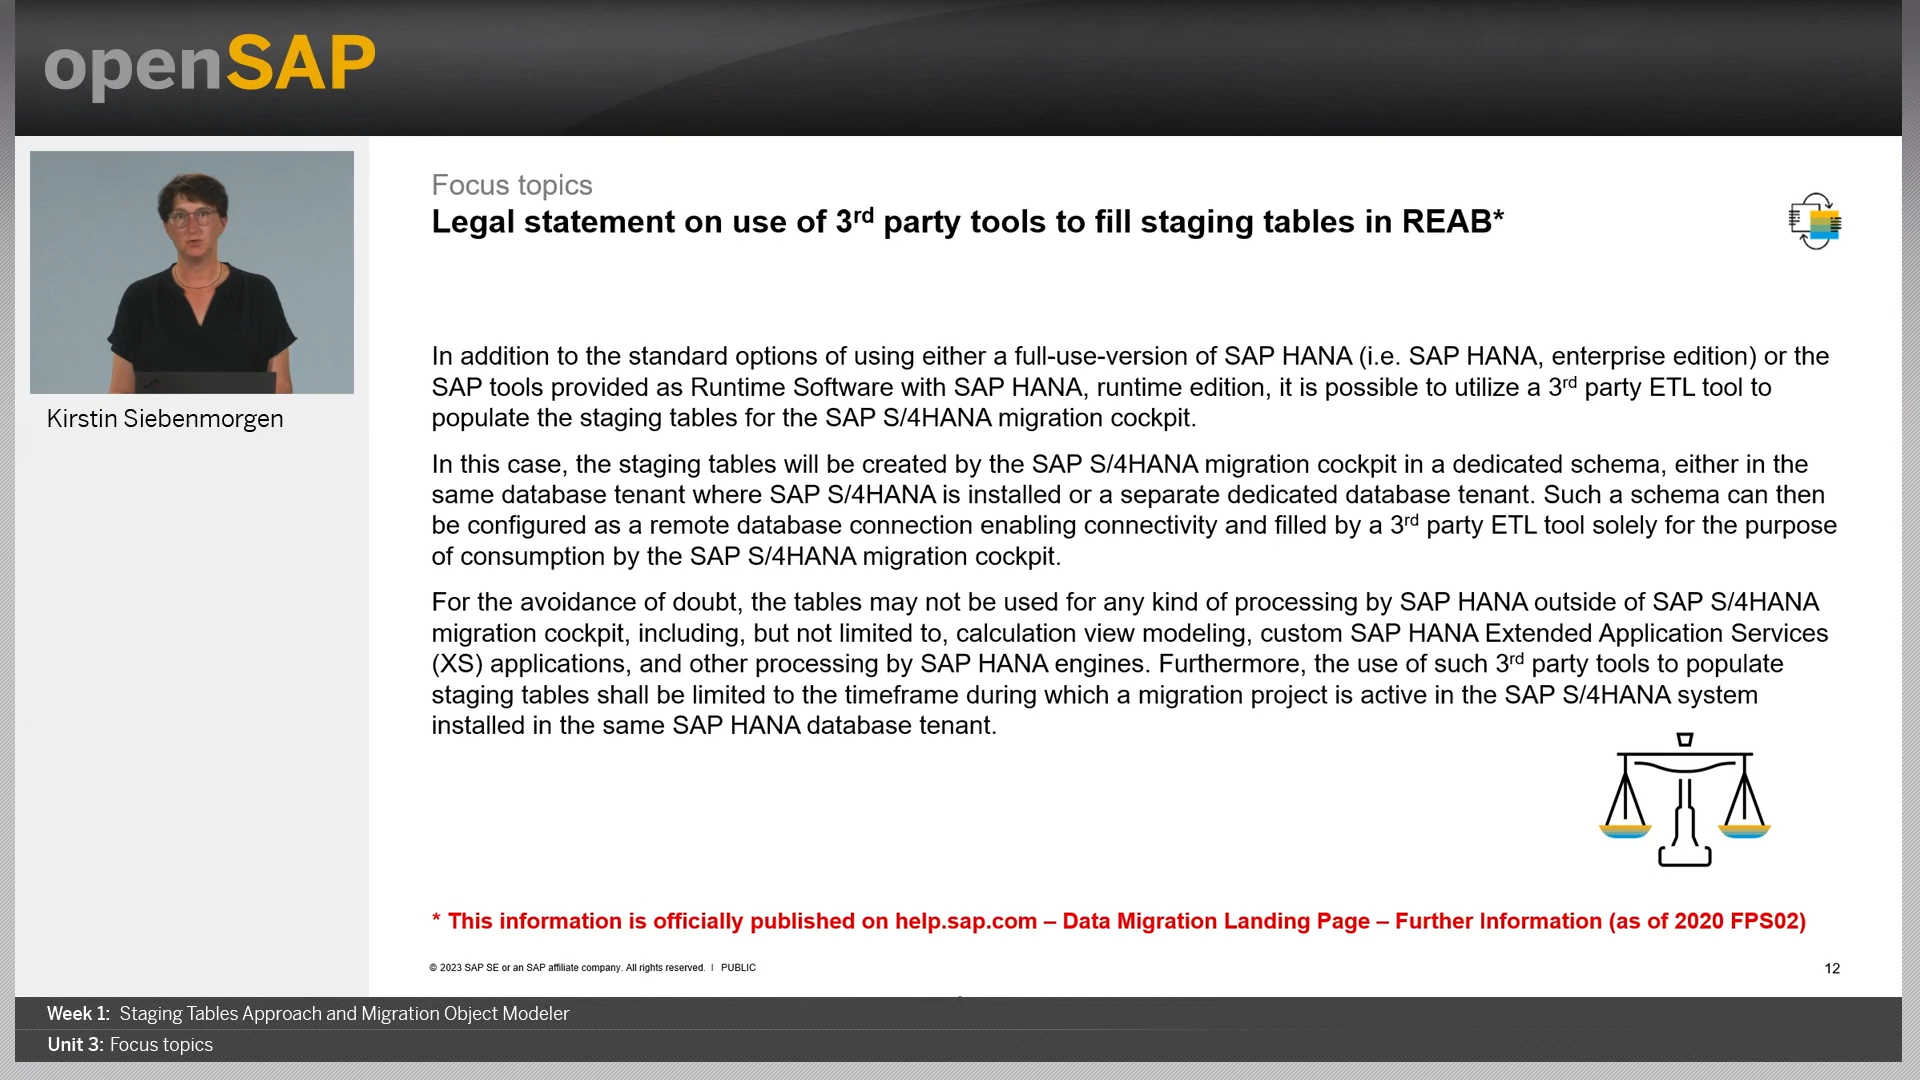 openSAP
Kirstin Siebenmorgen
Focus topics
Legal statement on use of 3rd party tools to fill staging tables in REAB*
In addition to the standard options of using either a full-use-version of SAP HANA (i.e. SAP HANA, enterprise edition) or the
SAP tools provided as Runtime Software with SAP HANA, runtime edition, it is possible to utilize a 3rd party ETL tool to
populate the staging tables for the SAP S/4HANA migration cockpit.
In this case, the staging tables will be created by the SAP S/4HANA migration cockpit in a dedicated schema, either in the
same database tenant where SAP S/4HANA is installed or a separate dedicated database tenant. Such a schema can then
be configured as a remote database connection enabling connectivity and filled by a 3rd party ETL tool solely for the purpose
of consumption by the SAP S/4HANA migration cockpit.
For the avoidance of doubt, the tables may not be used for any kind of processing by SAP HANA outside of SAP S/4HANA
migration cockpit, including, but not limited to, calculation view modeling, custom SAP HANA Extended Application Services
(XS) applications, and other processing by SAP HANA engines. Furthermore, the use of such 3rd party tools to populate
staging tables shall be limited to the timeframe during which a migration project is active in the SAP S/4HANA system
installed in the same SAP HANA database tenant.
* This information is officially published on help.sap.com – Data Migration Landing Page – Further Information (as of 2020 FPS02)
© 2023 SAP SE or an SAP affiliate company. All rights reserved. | PUBLIC
12
Week 1: Staging Tables Approach and Migration Object Modeler
Unit 3: Focus topics